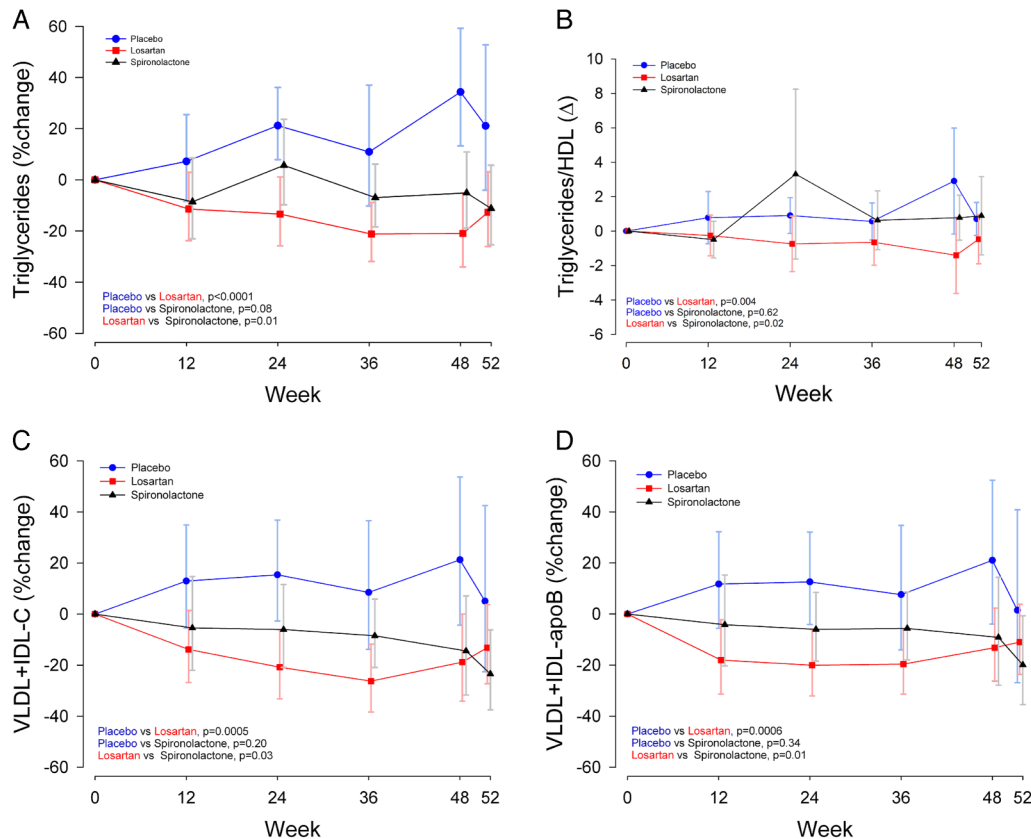 A
Triglycerides (%change)
60
40
20
0
-20
-40
-60
Placebo
Losartan
Spironolactone
Placebo vs Losartan, p<0.0001
Placebo vs Spironolactone, p=0.08
Losartan vs Spironolactone, p=0.01
0 12 24 36 48 52
Week
B
Triglycerides/HDL (Δ)
10
8
6
4
2
0
-2
-4
-6
Placebo
Losartan
Spironolactone
Placebo vs Losartan, p=0.004
Placebo vs Spironolactone, p=0.62
Losartan vs Spironolactone, p=0.02
0 12 24 36 48 52
Week
C
VLDL+IDL-C (%change)
60
40
20
0
-20
-40
-60
Placebo
Losartan
Spironolactone
Placebo vs Losartan, p=0.0005
Placebo vs Spironolactone, p=0.20
Losartan vs Spironolactone, p=0.03
0 12 24 36 48 52
Week
D
VLDL+IDL-apoB (%change)
60
40
20
0
-20
-40
-60
Placebo
Losartan
Spironolactone
Placebo vs Losartan, p=0.0006
Placebo vs Spironolactone, p=0.34
Losartan vs Spironolactone, p=0.01
0 12 24 36 48 52
Week